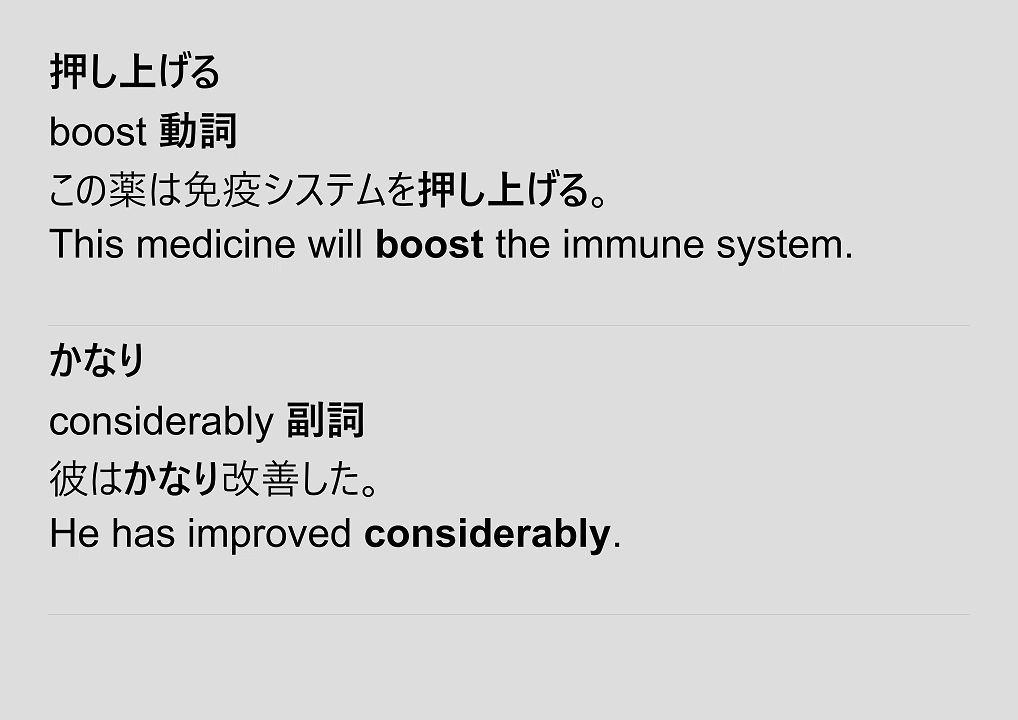 押し上げる
boost 動詞
この薬は免疫システムを押し上げる。
This medicine will boost the immune system.
かなり
considerably 副詞
彼はかなり改善した。
He has improved considerably.